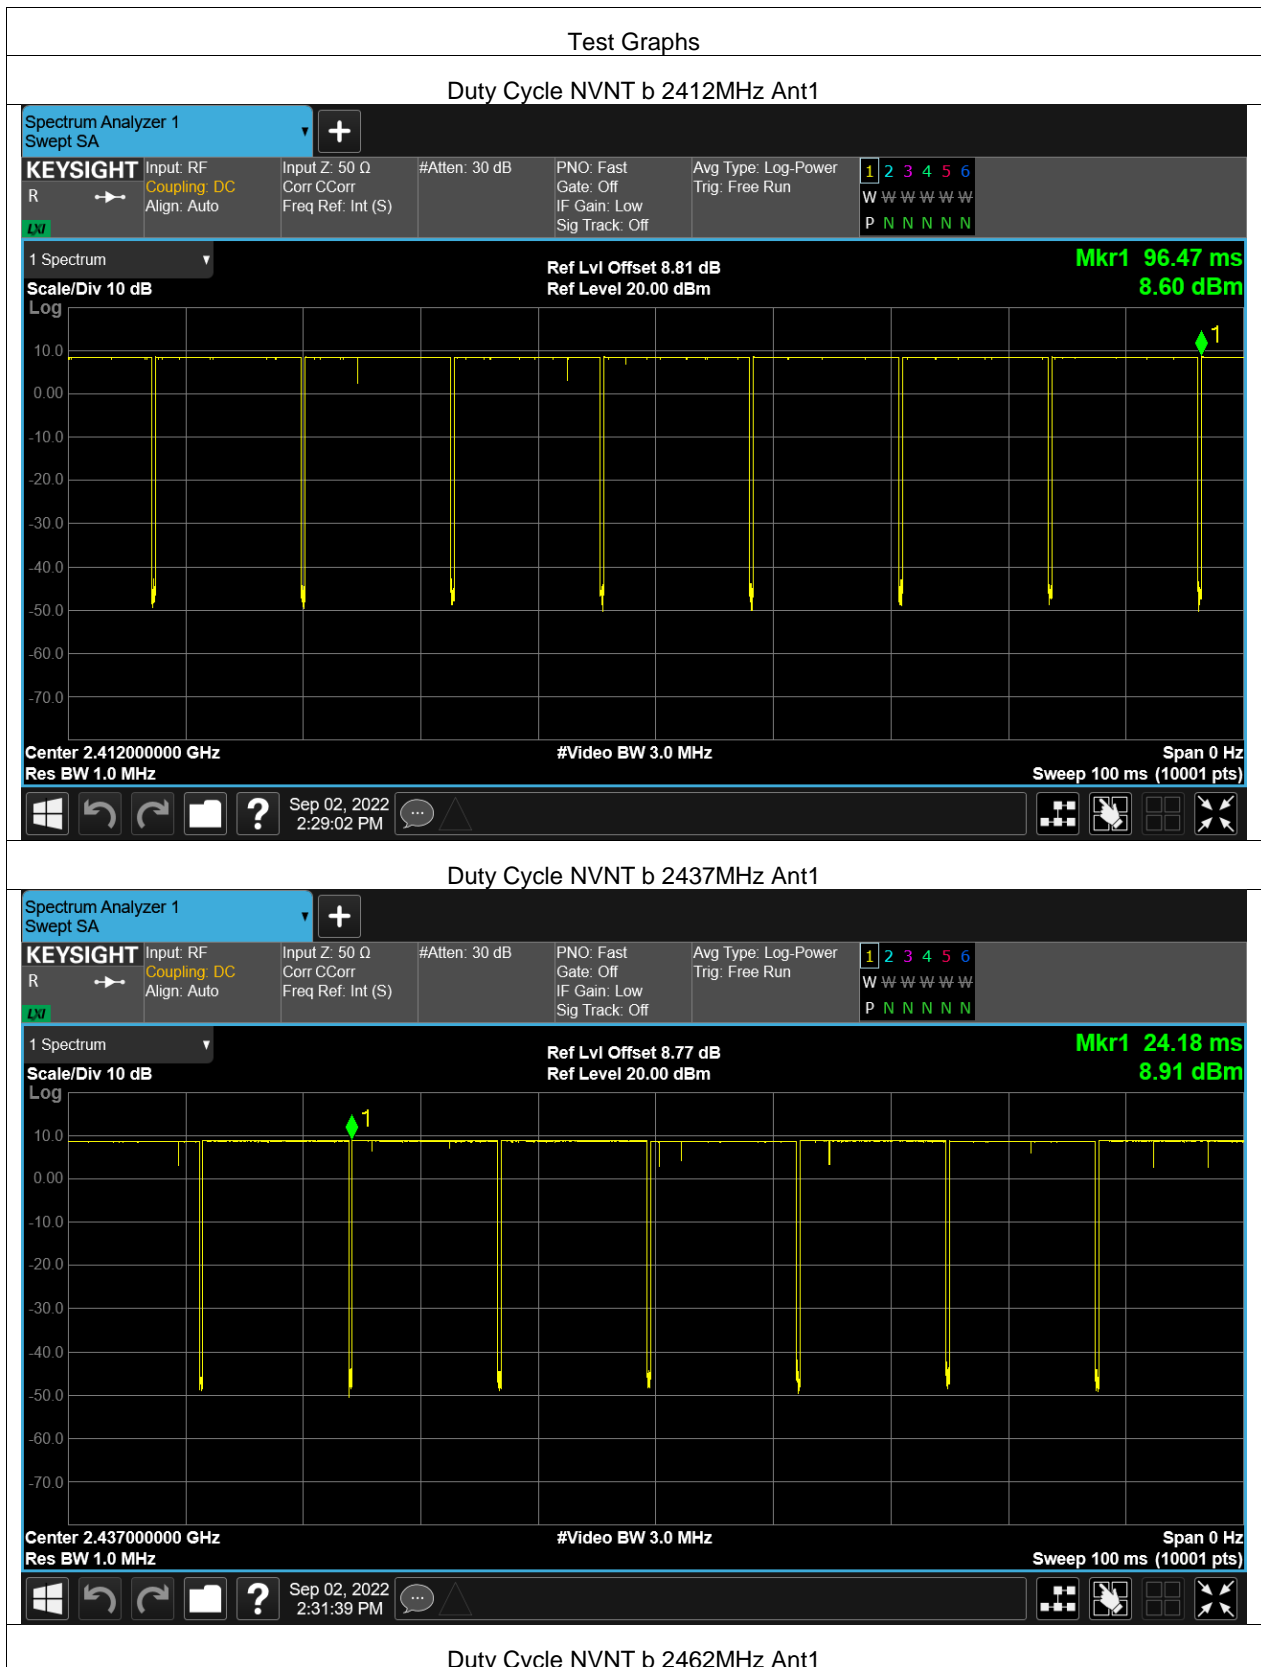 Test Graphs
Duty Cycle NVNT b 2412MHz Ant1
Spectrum Analyzer 1
Swept SA
KEYSIGHT
R
LXI
Input: RF
Coupling: DC
Align: Auto
Input Z: 50 Ω
Corr CCorr
Freq Ref: Int (S)
#Atten: 30 dB
PNO: Fast
Gate: Off
IF Gain: Low
Sig Track: Off
Avg Type: Log-Power
Trig: Free Run
1 2 3 4 5 6
W W W W W W
P N N N N N
1 Spectrum
Scale/Div 10 dB
Ref Lvl Offset 8.81 dB
Ref Level 20.00 dBm
Mkr1 96.47 ms
8.60 dBm
Log
1
10.0
0.00
-10.0
-20.0
-30.0
-40.0
-50.0
-60.0
-70.0
Center 2.412000000 GHz
Res BW 1.0 MHz
#Video BW 3.0 MHz
Span 0 Hz
Sweep 100 ms (10001 pts)
?
Sep 02, 2022
2:29:02 PM
Duty Cycle NVNT b 2437MHz Ant1
Spectrum Analyzer 1
Swept SA
KEYSIGHT
R
LXI
Input: RF
Coupling: DC
Align: Auto
Input Z: 50 Ω
Corr CCorr
Freq Ref: Int (S)
#Atten: 30 dB
PNO: Fast
Gate: Off
IF Gain: Low
Sig Track: Off
Avg Type: Log-Power
Trig: Free Run
1 2 3 4 5 6
W W W W W W
P N N N N N
1 Spectrum
Scale/Div 10 dB
Ref Lvl Offset 8.77 dB
Ref Level 20.00 dBm
Mkr1 24.18 ms
8.91 dBm
Log
1
10.0
0.00
-10.0
-20.0
-30.0
-40.0
-50.0
-60.0
-70.0
Center 2.437000000 GHz
Res BW 1.0 MHz
#Video BW 3.0 MHz
Span 0 Hz
Sweep 100 ms (10001 pts)
?
Sep 02, 2022
2:31:39 PM
Duty Cycle NVNT b 2462MHz Ant1